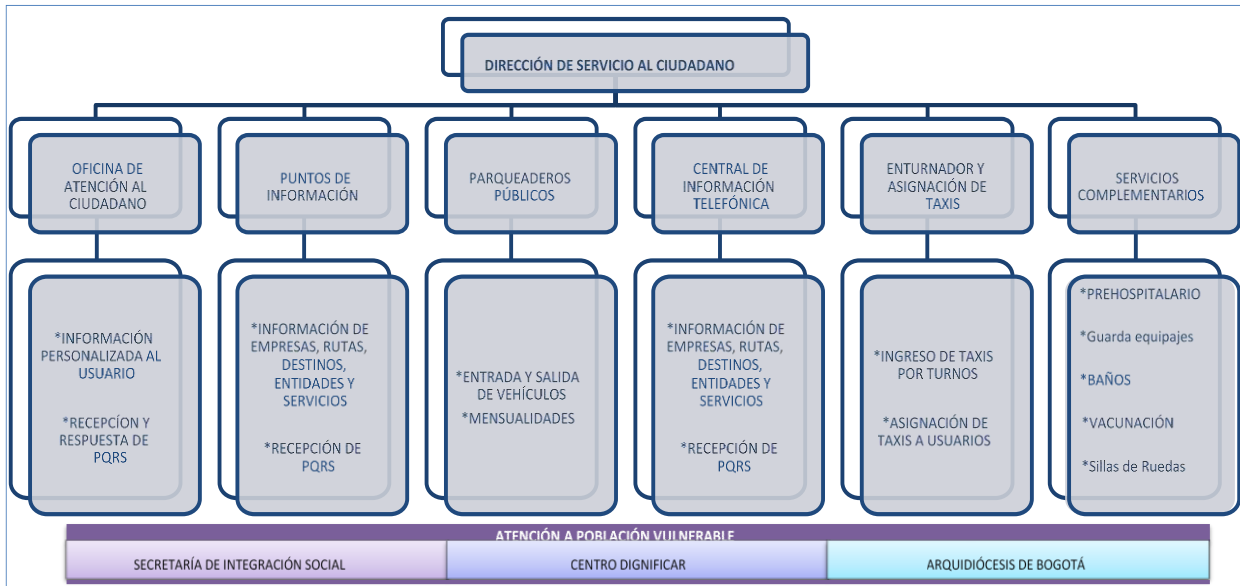 DIRECCIÓN DE SERVICIO AL CIUDADANO
OFICINA DE
ATENCIÓN AL
CIUDADANO
PUNTOS DE
INFORMACIÓN
PARQUEADEROS
PÚBLICOS
CENTRAL DE
INFORMACIÓN
TELEFÓNICA
ENTURNADOR Y
ASIGNACIÓN DE
TAXIS
SERVICIOS
COMPLEMENTARIOS
*INFORMACIÓN
PERSONALIZADA AL
USUARIO
*RECEPCÍON Y
RESPUESTA DE
PQRS
*INFORMACIÓN DE
EMPRESAS, RUTAS,
DESTINOS,
ENTIDADES Y
SERVICIOS
*RECEPCIÓN DE
PQRS
*ENTRADA Y SALIDA
DE VEHÍCULOS
*MENSUALIDADES
*INFORMACIÓN DE
EMPRESAS, RUTAS,
DESTINOS,
ENTIDADES Y
SERVICIOS
*RECEPCIÓN DE
PQRS
*INGRESO DE TAXIS
POR TURNOS
*ASIGNACIÓN DE
TAXIS A USUARIOS
*PREHOSPITALARIO
*Guarda equipajes
*BAÑOS
*VACUNACIÓN
*Sillas de Ruedas
ATENCIÓN A POBLACIÓN VULNERABLE
SECRETARÍA DE INTEGRACIÓN SOCIAL
CENTRO DIGNIFICAR
ARQUIDIÓCESIS DE BOGOTÁ